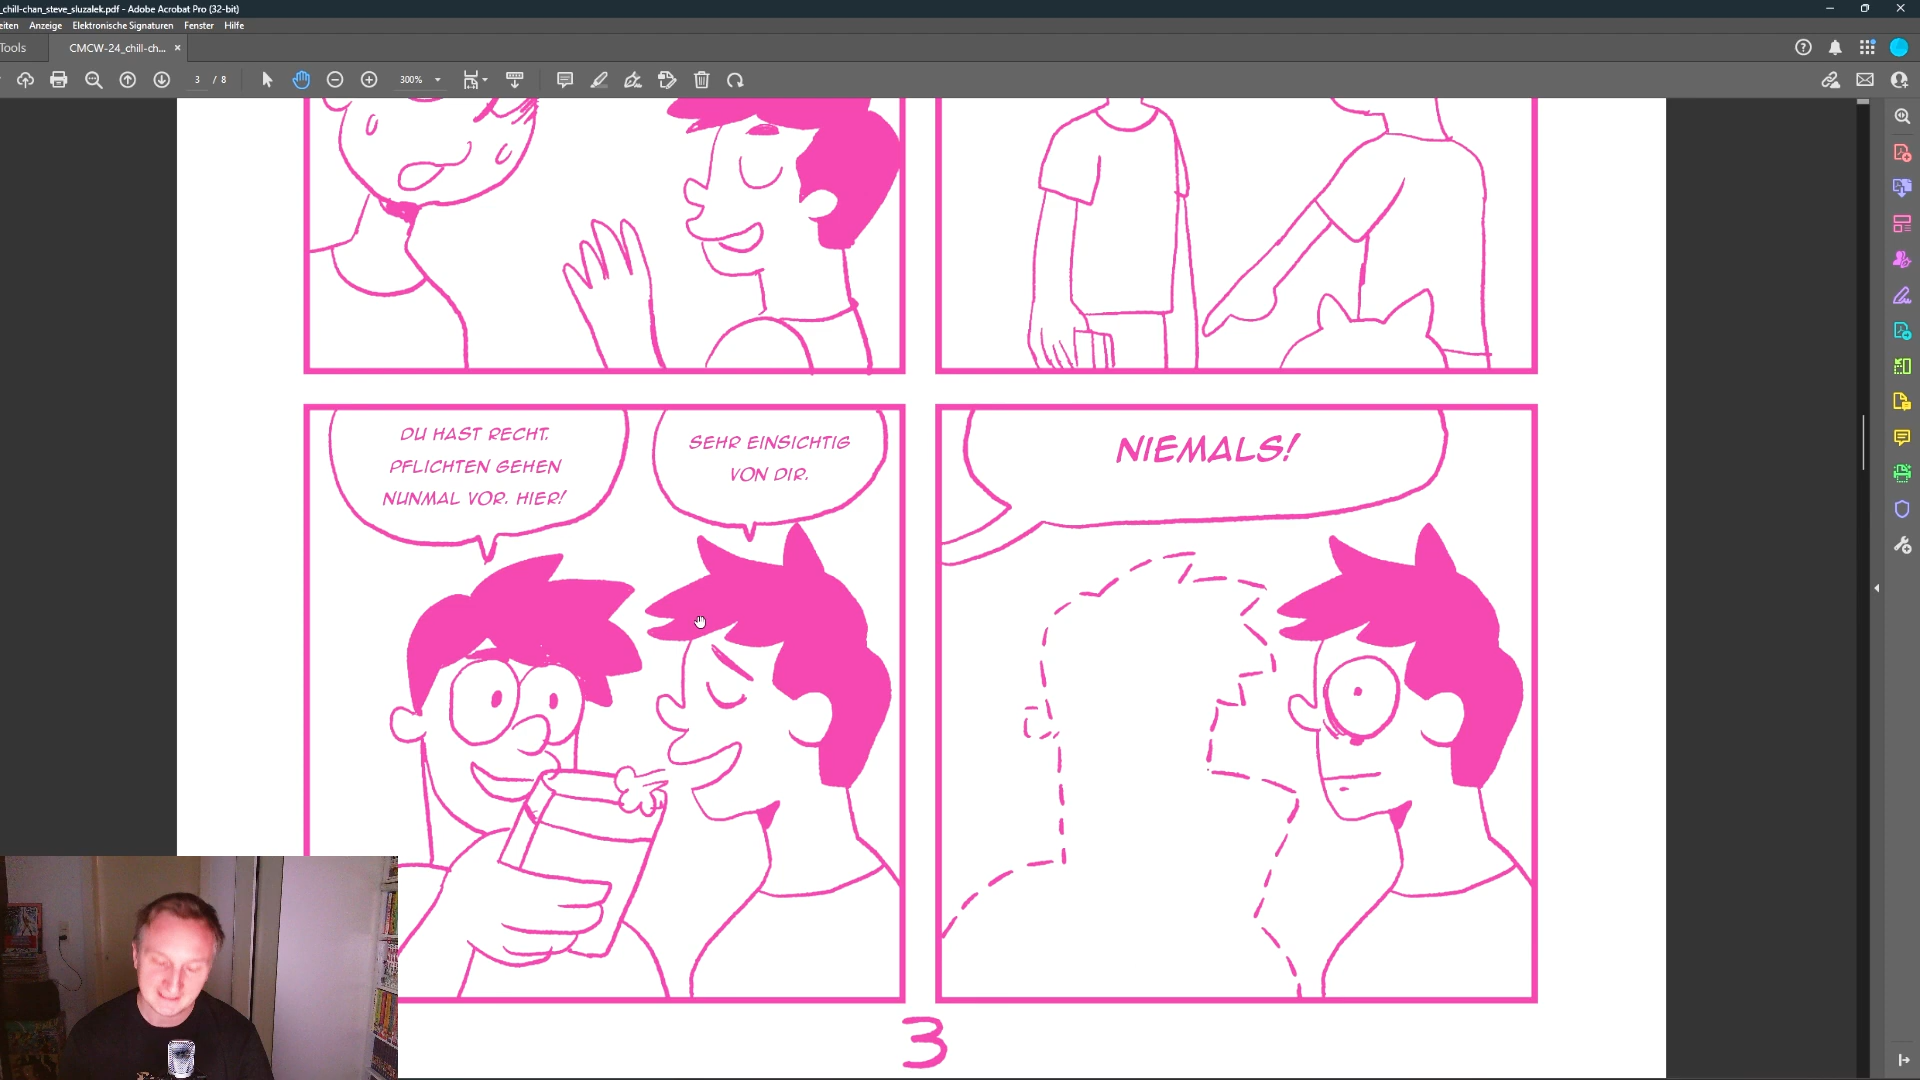 _chill-chan_steve_sluzalek.pdf - Adobe Acrobat Pro (32-bit)
eiten Anzeige Elektronische Signaturen Fenster Hilfe
Tools CMCW-24_chill-ch...
3 / 8 300%
DU HAST RECHT.
PFLICHTEN GEHEN
NUNMAL VOR. HIER!
SEHR EINSICHTIG
VON DIR.
NIEMALS!
3